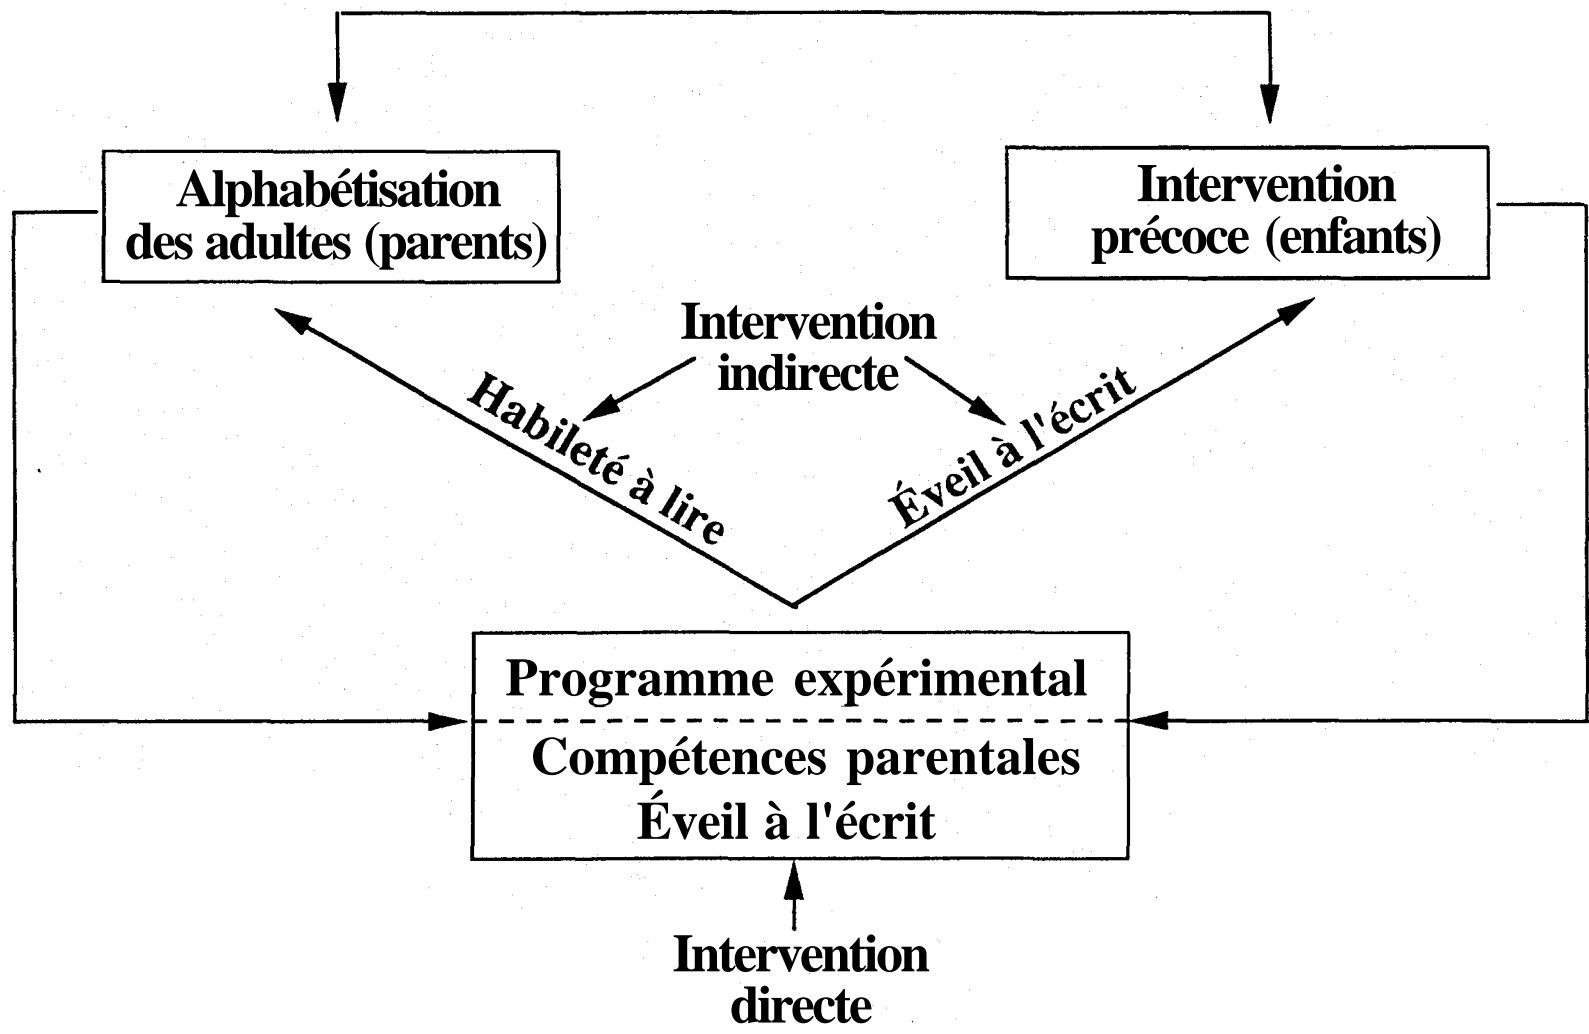 Alphabétisation
des adultes (parents)
Intervention
précoce (enfants)
Intervention
indirecte
Habileté à lire
Éveil à l'écrit
Programme expérimental
Compétences parentales
Éveil à l'écrit
Intervention
directe